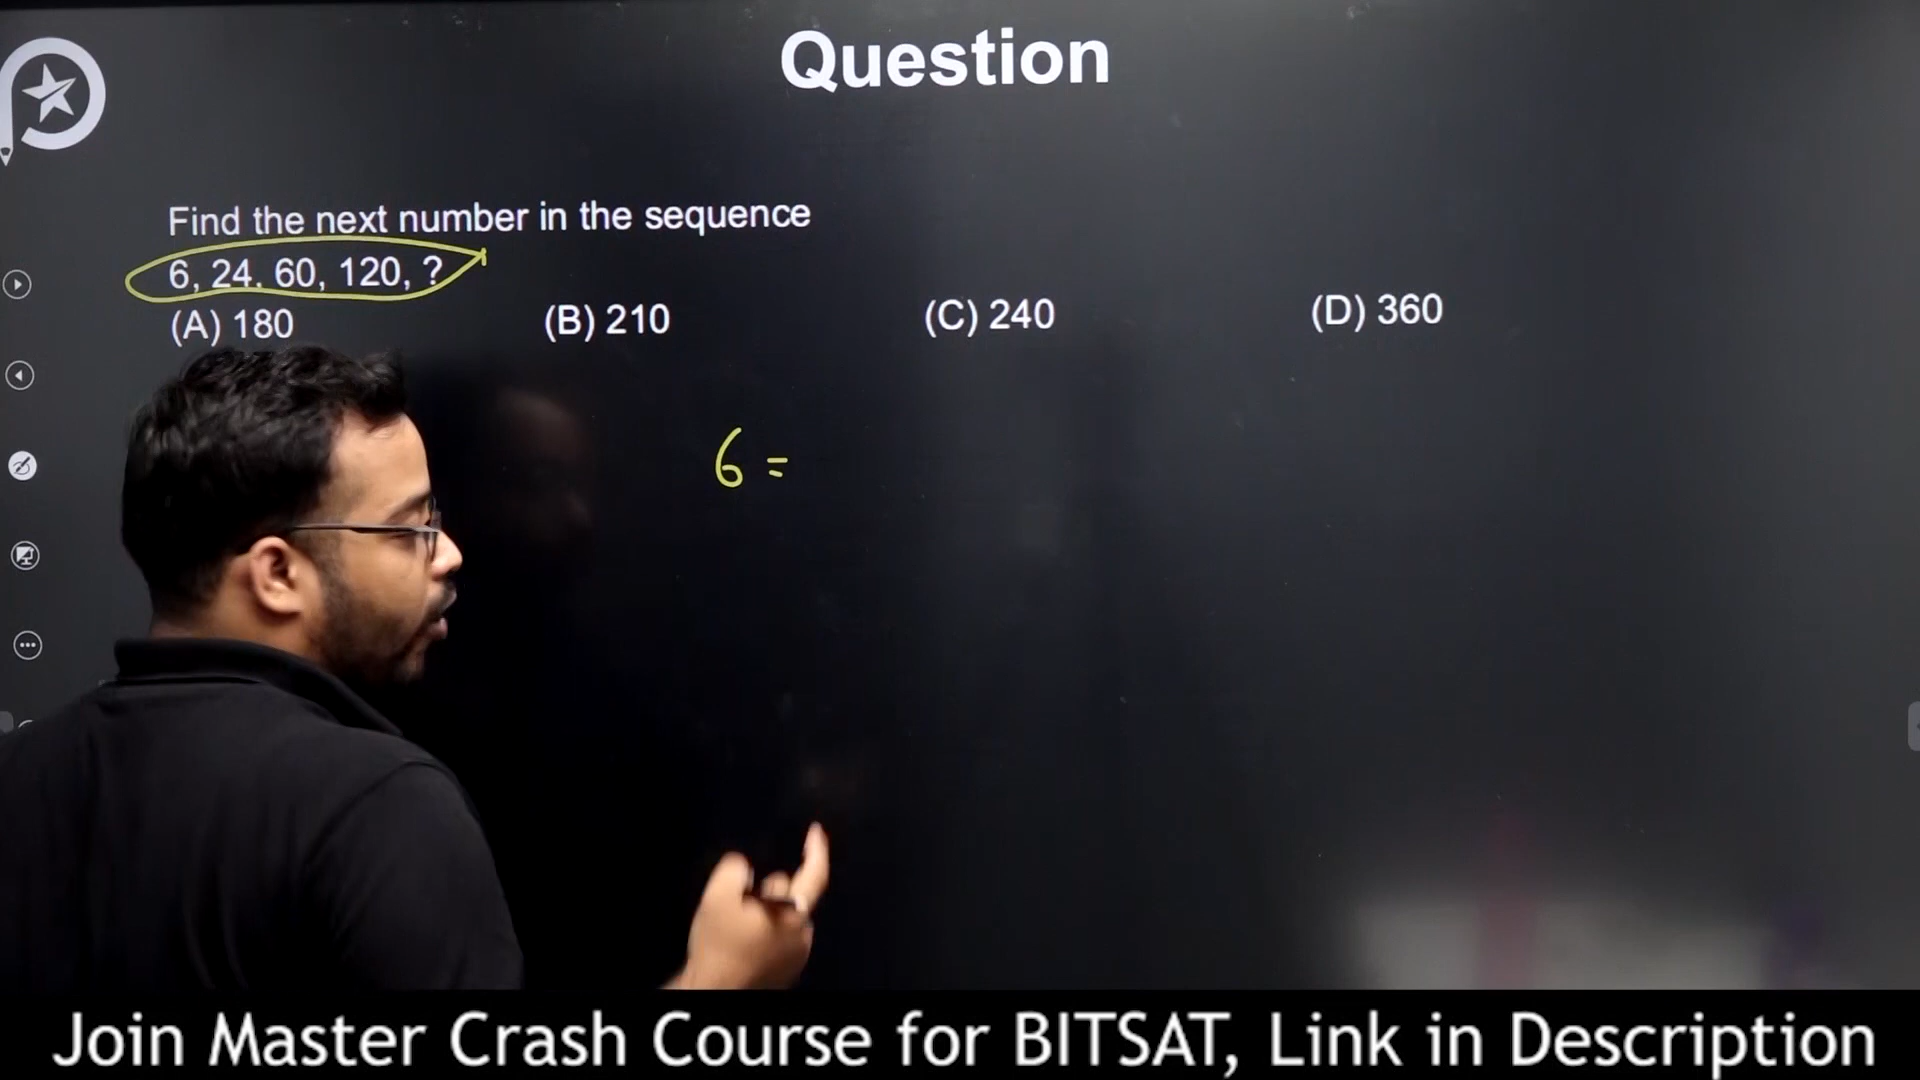 Question
Find the next number in the sequence
6, 24, 60, 120, ?
(A) 180 (B) 210 (C) 240 (D) 360
6 =
Join Master Crash Course for BITSAT, Link in Description